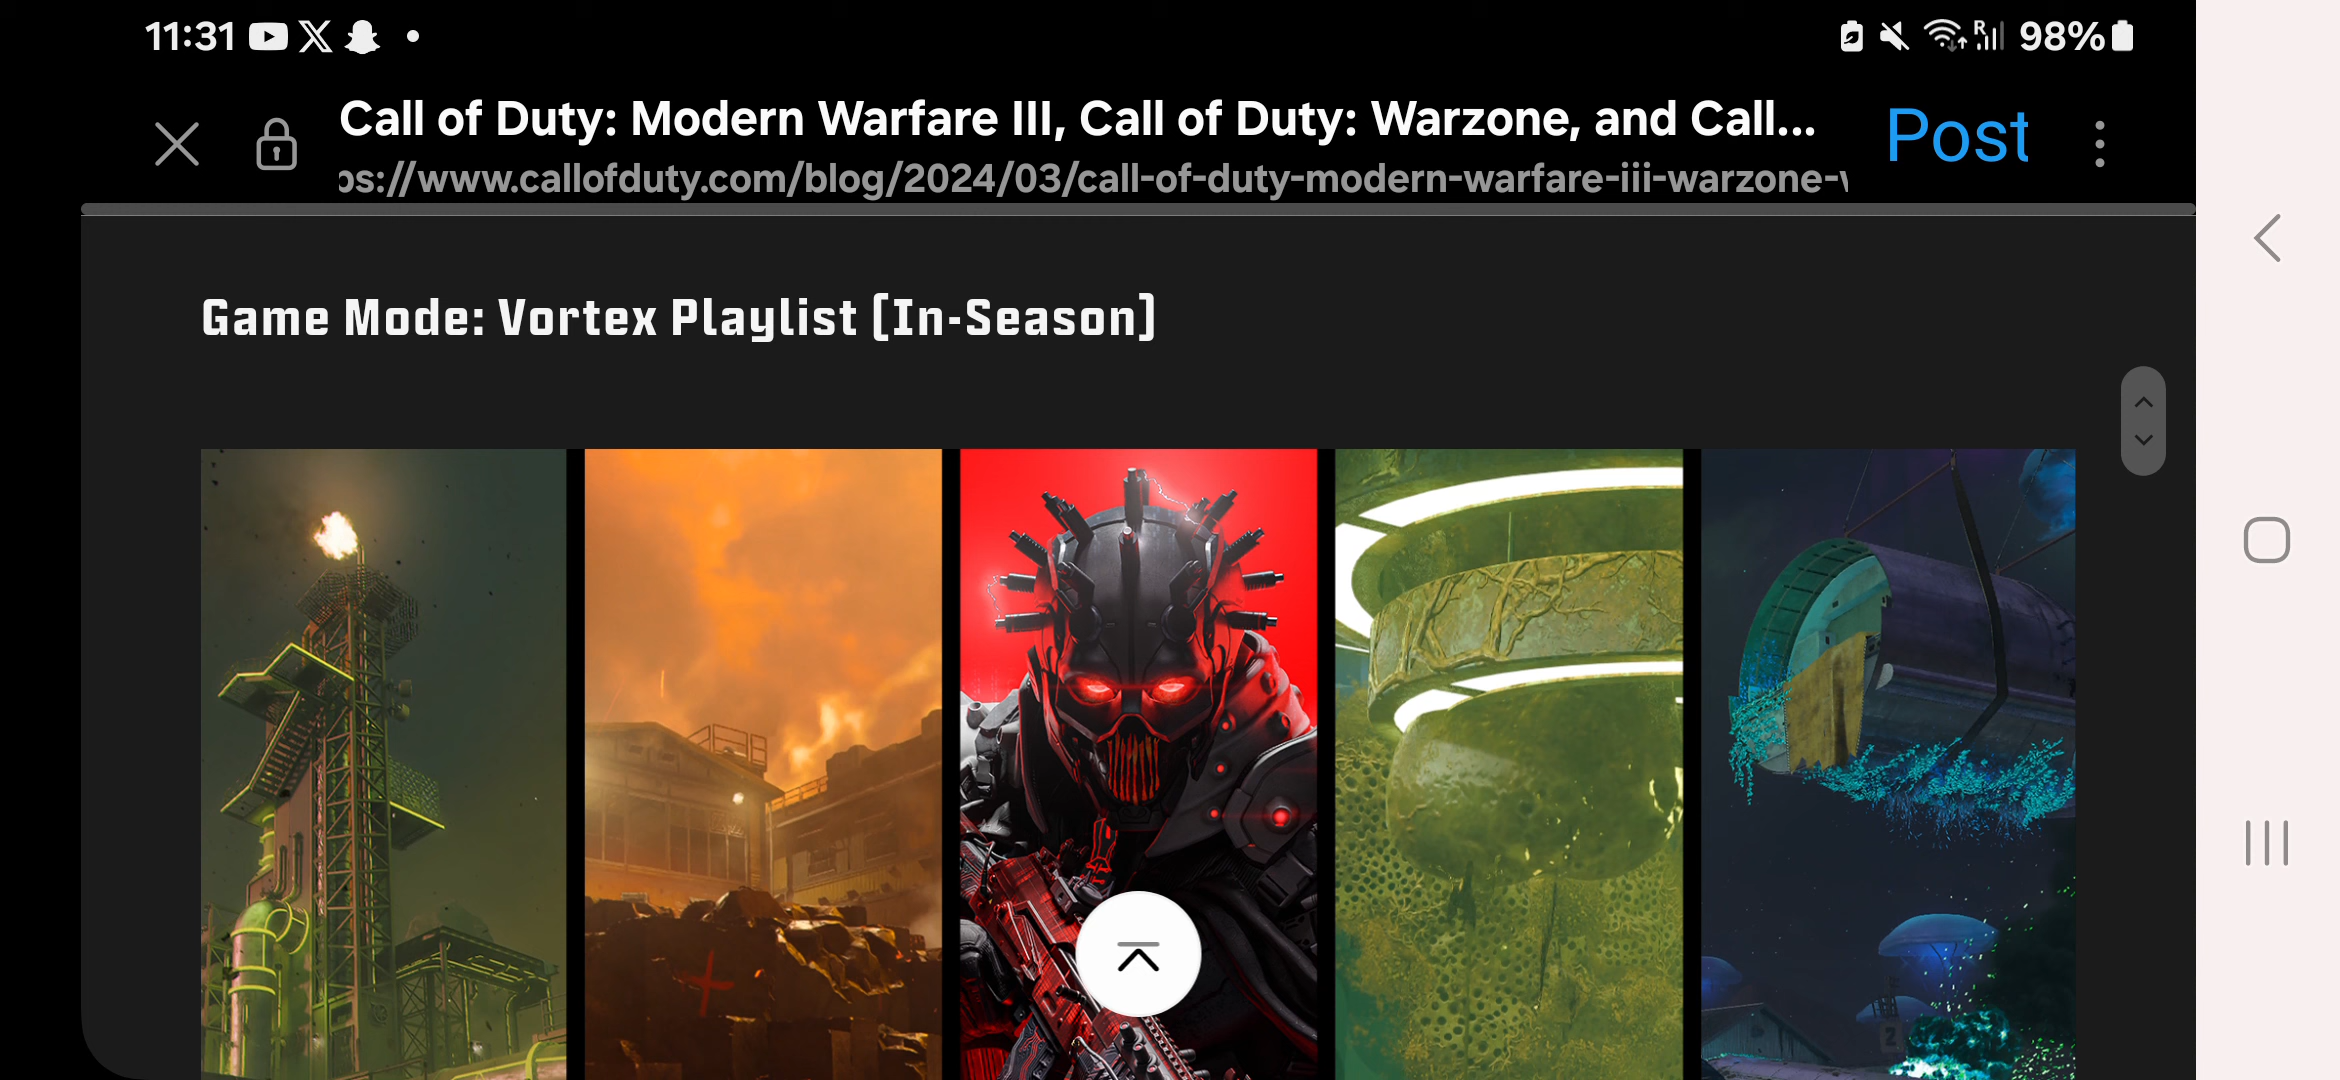 11:31
98%
Call of Duty: Modern Warfare III, Call of Duty: Warzone, and Call...
Post
ps://www.callofduty.com/blog/2024/03/call-of-duty-modern-warfare-iii-warzone-
Game Mode: Vortex Playlist (In-Season)